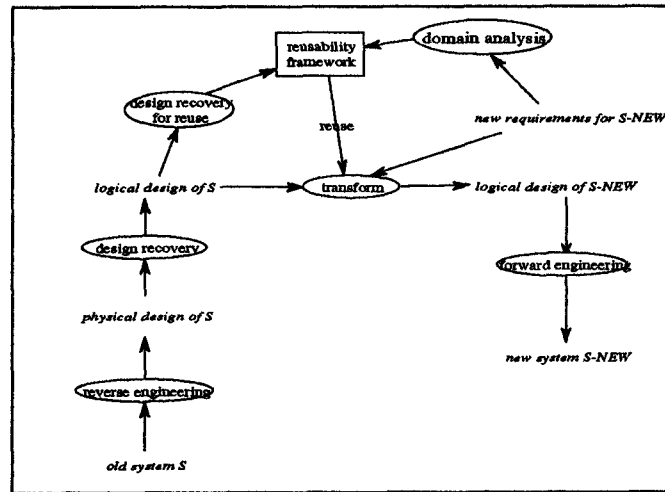 domain analysis
reusability
framework
design recovery
for reuse
reuse
new requirements for S-NEW
logical design of S
transform
logical design of S-NEW
design recovery
forward engineering
physical design of S
new system S-NEW
reverse engineering
old system S